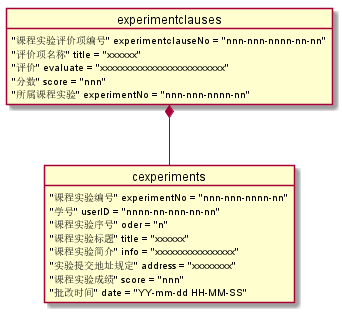 experimentclauses
"课程实验评价项编号" experimentclauseNo = "nnn-nnn-nnnn-nn-nn"
"评价项名称" title = "xxxxxx"
"评价" evaluate = "xxxxxxxxxxxxxxxxxxxxxxxxx"
"分数" score = "nnn"
"所属课程实验" experimentNo = "nnn-nnn-nnnn-nn"
cexperiments
"课程实验编号" experimentNo = "nnn-nnn-nnnn-nn"
"学号" userID = "nnnn-nn-nnn-nn-nn"
"课程实验序号" oder = "n"
"课程实验标题" title = "xxxxxx"
"课程实验简介" info = "xxxxxxxxxxxxxxxx"
"实验提交地址规定" address = "xxxxxxxx"
"课程实验成绩" score = "nnn"
"批改时间" date = "YY-mm-dd HH-MM-SS"